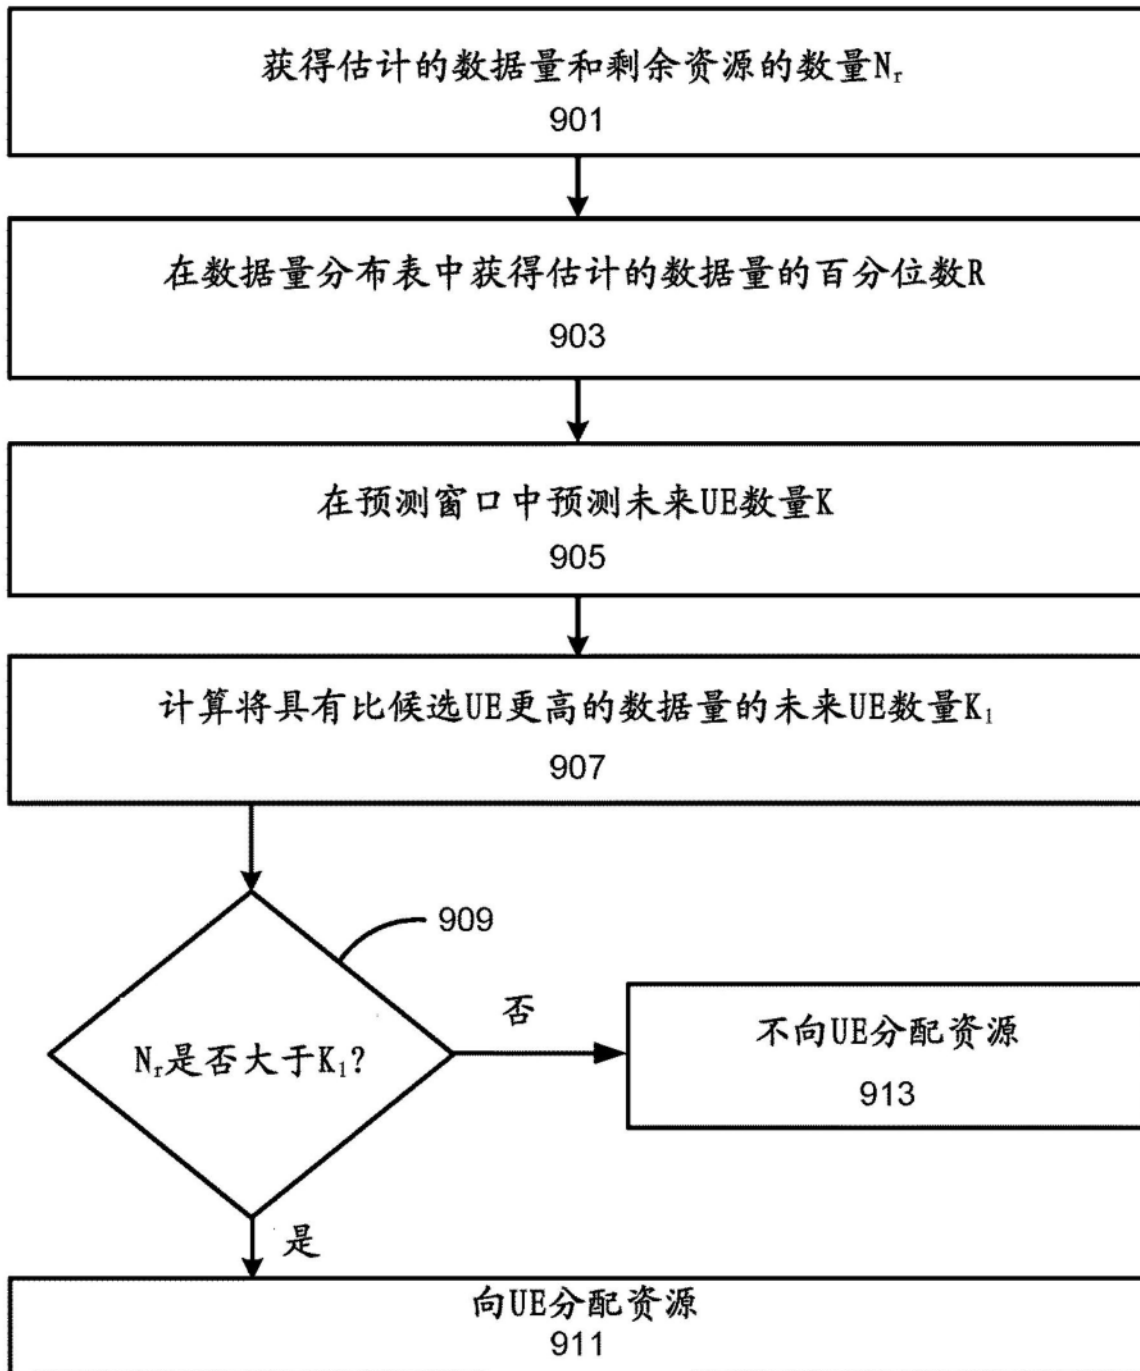 获得估计的数据量和剩余资源的数量Nr
901
在数据量分布表中获得估计的数据量的百分位数R
903
在预测窗口中预测未来UE数量K
905
计算将具有比候选UE更高的数据量的未来UE数量K1
907
909
Nr是否大于K1?
否
不向UE分配资源
913
是
向UE分配资源
911